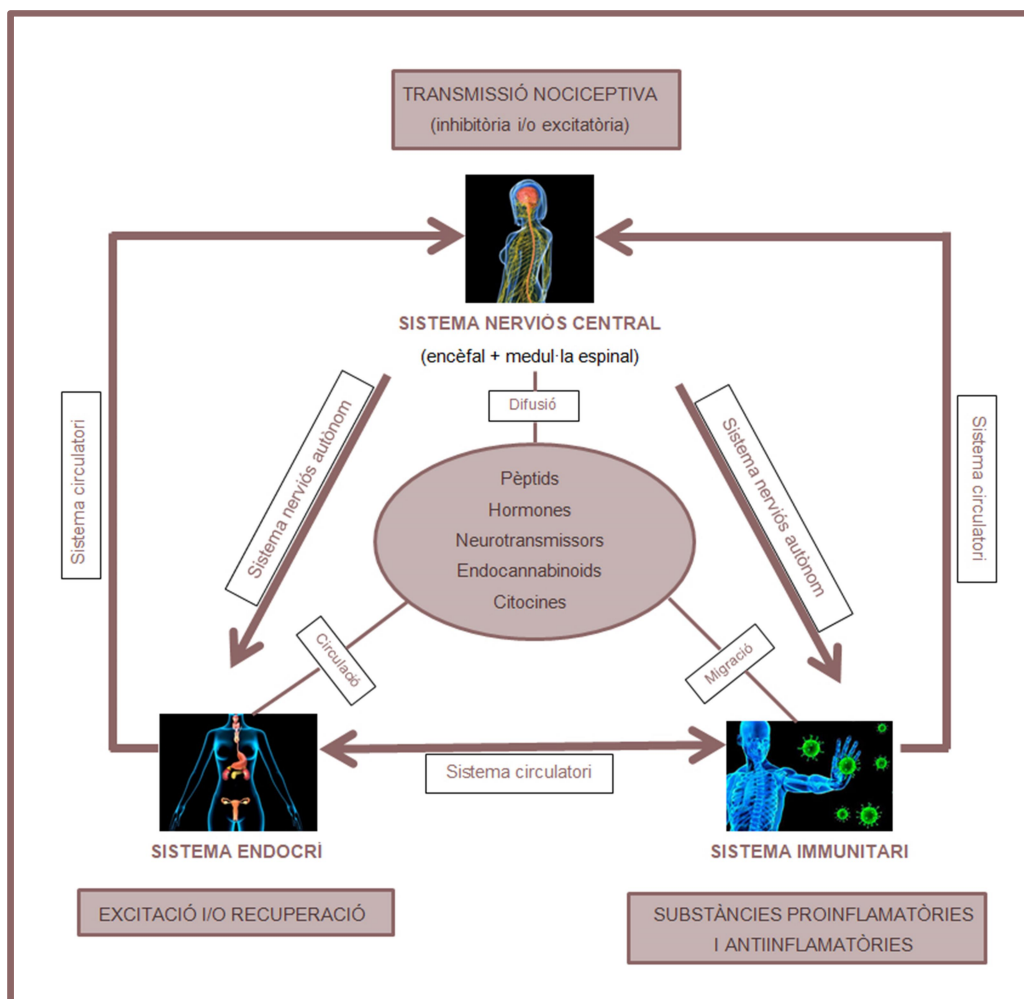 TRANSMISSIÓ NOCICEPTIVA
(inhibitòria i/o excitatòria)
SISTEMA NERVIÓS CENTRAL
(encèfal + medul·la espinal)
Difusió
Sistema circulatori
Sistema nerviós autònom
Sistema nerviós autònom
Sistema circulatori
Pèptids
Hormones
Neurotransmissors
Endocannabinoids
Citocines
Circulació
Migració
Sistema circulatori
SISTEMA ENDOCRÌ
SISTEMA IMMUNITARI
EXCITACIÓ I/O RECUPERACIÓ
SUBSTÀNCIES PROINFLAMATÒRIES
I ANTIINFLAMATÒRIES